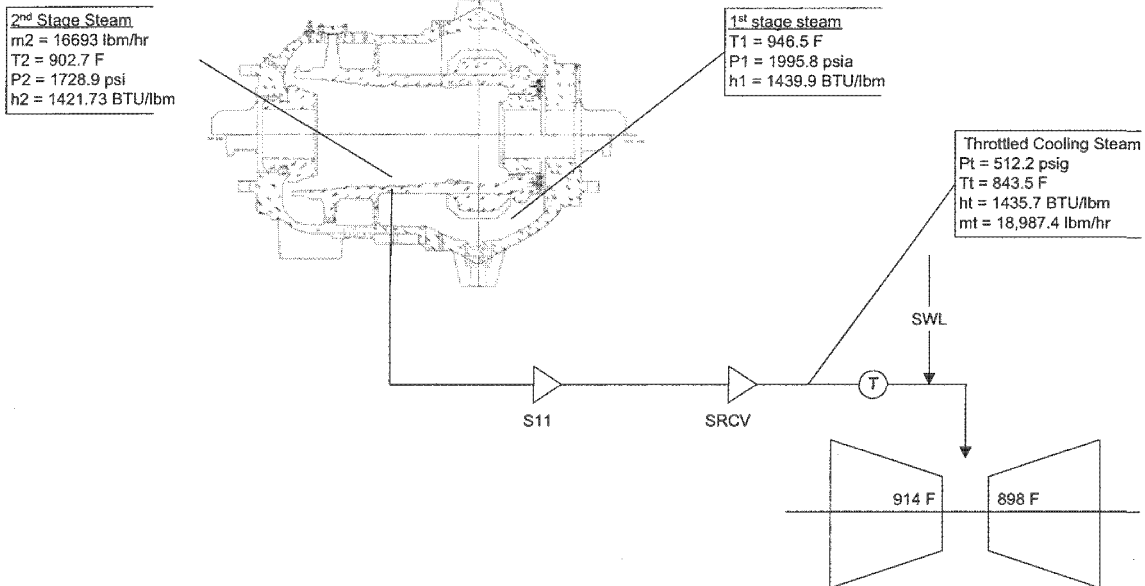 2nd Stage Steam
m2 = 16693 lbm/hr
T2 = 902.7 F
P2 = 1728.9 psi
h2 = 1421.73 BTU/lbm
1st stage steam
T1 = 946.5 F
P1 = 1995.8 psia
h1 = 1439.9 BTU/lbm
Throttled Cooling Steam
Pt = 512.2 psig
Tt = 843.5 F
ht = 1435.7 BTU/lbm
mt = 18,987.4 lbm/hr
SWL
T
S11
SRCV
914 F
898 F